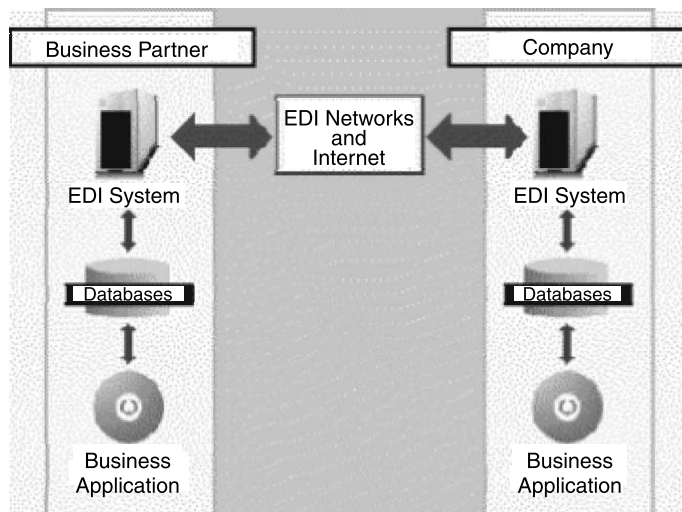 Business Partner
Company
EDI Networks
and
Internet
EDI System
EDI System
Databases
Databases
Business
Application
Business
Application